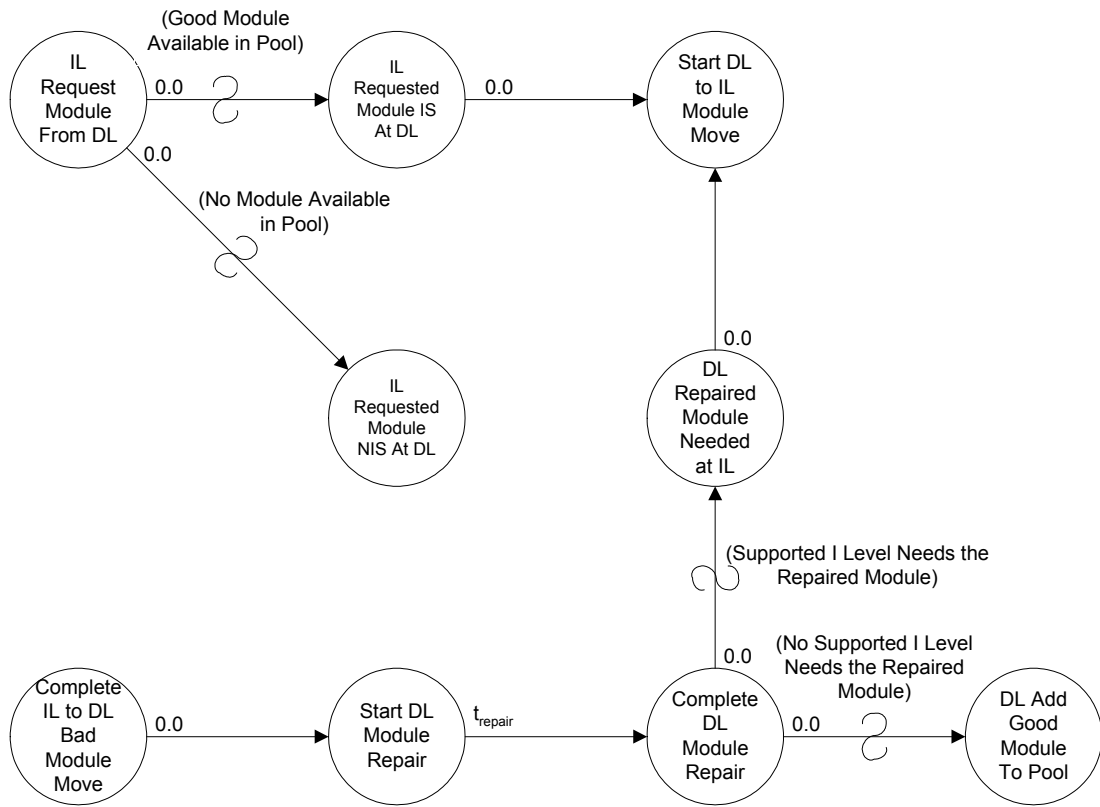 (Good Module
Available in Pool)
IL
Request
Module
From DL
0.0
IL
Requested
Module IS
At DL
0.0
Start DL
to IL
Module
Move
0.0
(No Module Available
in Pool)
IL
Requested
Module
NIS At DL
0.0
DL
Repaired
Module
Needed
at IL
(Supported I Level Needs the
Repaired Module)
0.0
(No Supported I Level
Needs the Repaired
Module)
Complete
IL to DL
Bad
Module
Move
0.0
Start DL
Module
Repair
trepair
Complete
DL
Module
Repair
0.0
DL Add
Good
Module
To Pool